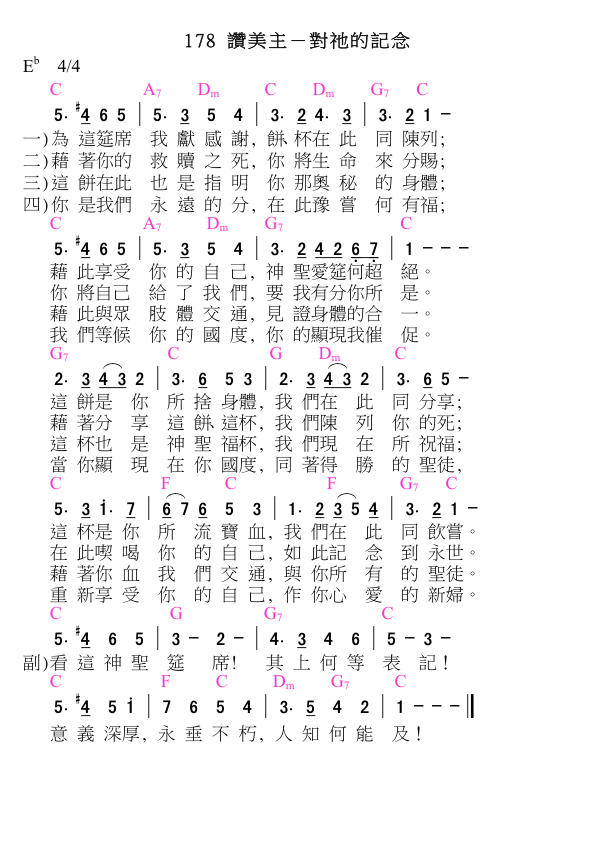 178 讚美主－對祂的記念
E♭ 4/4
C A7 Dm C Dm G7 C
5. #4 6 5 | 5. 3 5 4 | 3. 2 4. 3 | 3. 2 1 －
一)為 這筵席 我 獻 感 謝, 餅、杯在 此 同 陳列;
二)藉 著你的 救 贖 之 死, 你 將生 命 來 分賜;
三)這 餅在此 也 是 指 明 你 那奧 秘 的 身體;
四)你 是我們 永 遠 的 分, 在 此豫 嘗 何 有福;
C A7 Dm G7 C
5. #4 6 5 | 5. 3 5 4 | 3. 2 4 2 6 7 | 1 － － －
藉 此享受 你 的 自 己, 神 聖愛筵何超 絕。
你 將自己 給 了 我 們, 要 我有分你所 是。
藉 此與眾 肢 體 交 通, 見 證身體的合 一。
我 們等候 你 的 國 度, 你 的顯現我催 促。
G7 C G Dm C
2. 3 4 3 2 | 3. 6 5 3 | 2. 3 4 3 2 | 3. 6 5 －
這 餅是 你 所 捨 身體, 我 們在 此 同 分享;
藉 著分 享 這 餅、這杯, 我 們陳 列 你 的死;
這 杯也 是 神 聖 福杯, 我 們現 在 所 祝福;
當 你顯 現 在 你 國度, 同 著得 勝 的 聖徒,
C F C F G7 C
5. 3 1. 7 | 6 7 6 5 3 | 1. 2 3 5 4 | 3. 2 1 －
這 杯是 你 所 流 寶 血, 我 們在 此 同 飲嘗。
在 此喫 喝 你 的 自 己, 如 此記 念 到 永世。
藉 著你 血 我 們 交 通, 與 你所 有 的 聖徒。
重 新享 受 你 的 自 己, 作 你心 愛 的 新婦。
C G G7 C
5. #4 6 5 | 3 － 2 － | 4. 3 4 6 | 5 － 3 －
副)看 這 神 聖 筵 席! 其 上 何 等 表 記!
C F C Dm G7 C
5. #4 5 1 | 7 6 5 4 | 3. 5 4 2 | 1 － － －
意 義 深厚, 永 垂 不 朽, 人 知 何 能 及!